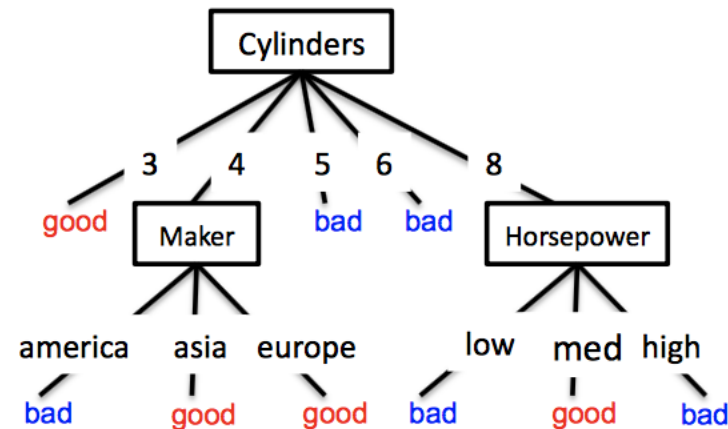 Cylinders
3 4 5 6 8
good Maker bad bad Horsepower
america asia europe low med high
bad good good bad good bad